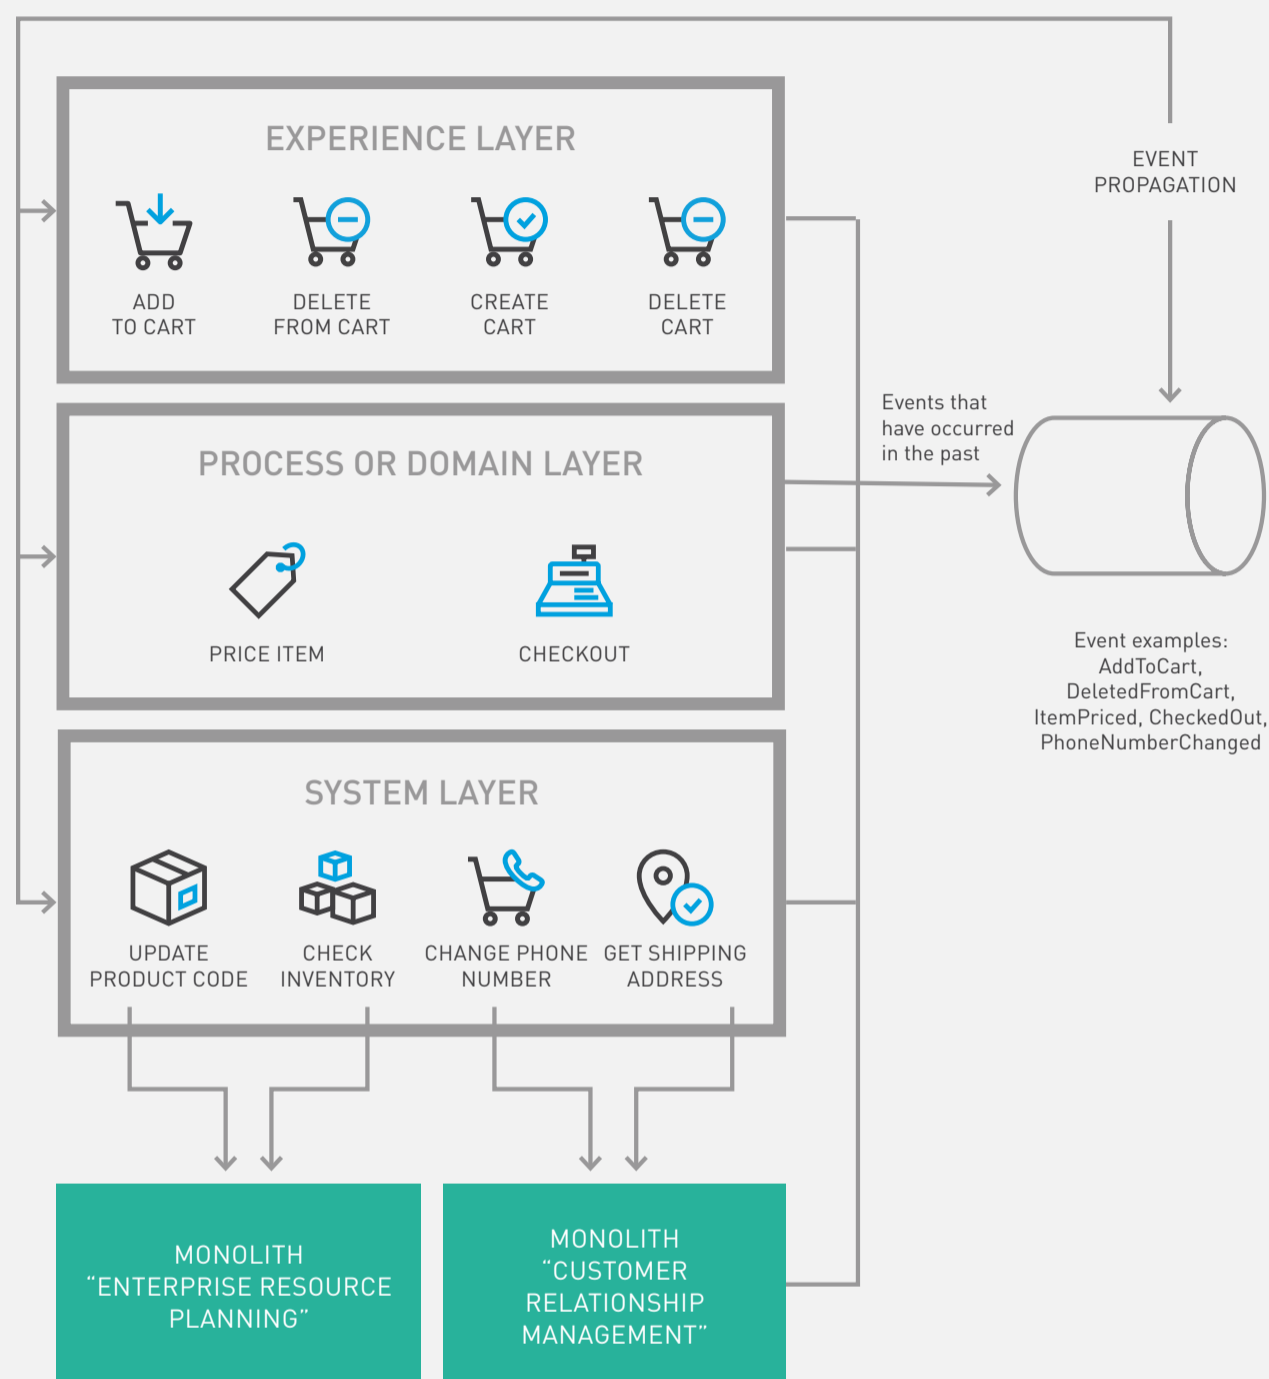 EVENT
PROPAGATION
EXPERIENCE LAYER
ADD
TO CART
DELETE
FROM CART
CREATE
CART
DELETE
CART
Events that
have occurred
in the past
PROCESS OR DOMAIN LAYER
PRICE ITEM
CHECKOUT
Event examples:
AddToCart,
DeletedFromCart,
ItemPriced, CheckedOut,
PhoneNumberChanged
SYSTEM LAYER
UPDATE
PRODUCT CODE
CHECK
INVENTORY
CHANGE PHONE
NUMBER
GET SHIPPING
ADDRESS
MONOLITH
“ENTERPRISE RESOURCE
PLANNING”
MONOLITH
“CUSTOMER
RELATIONSHIP
MANAGEMENT”